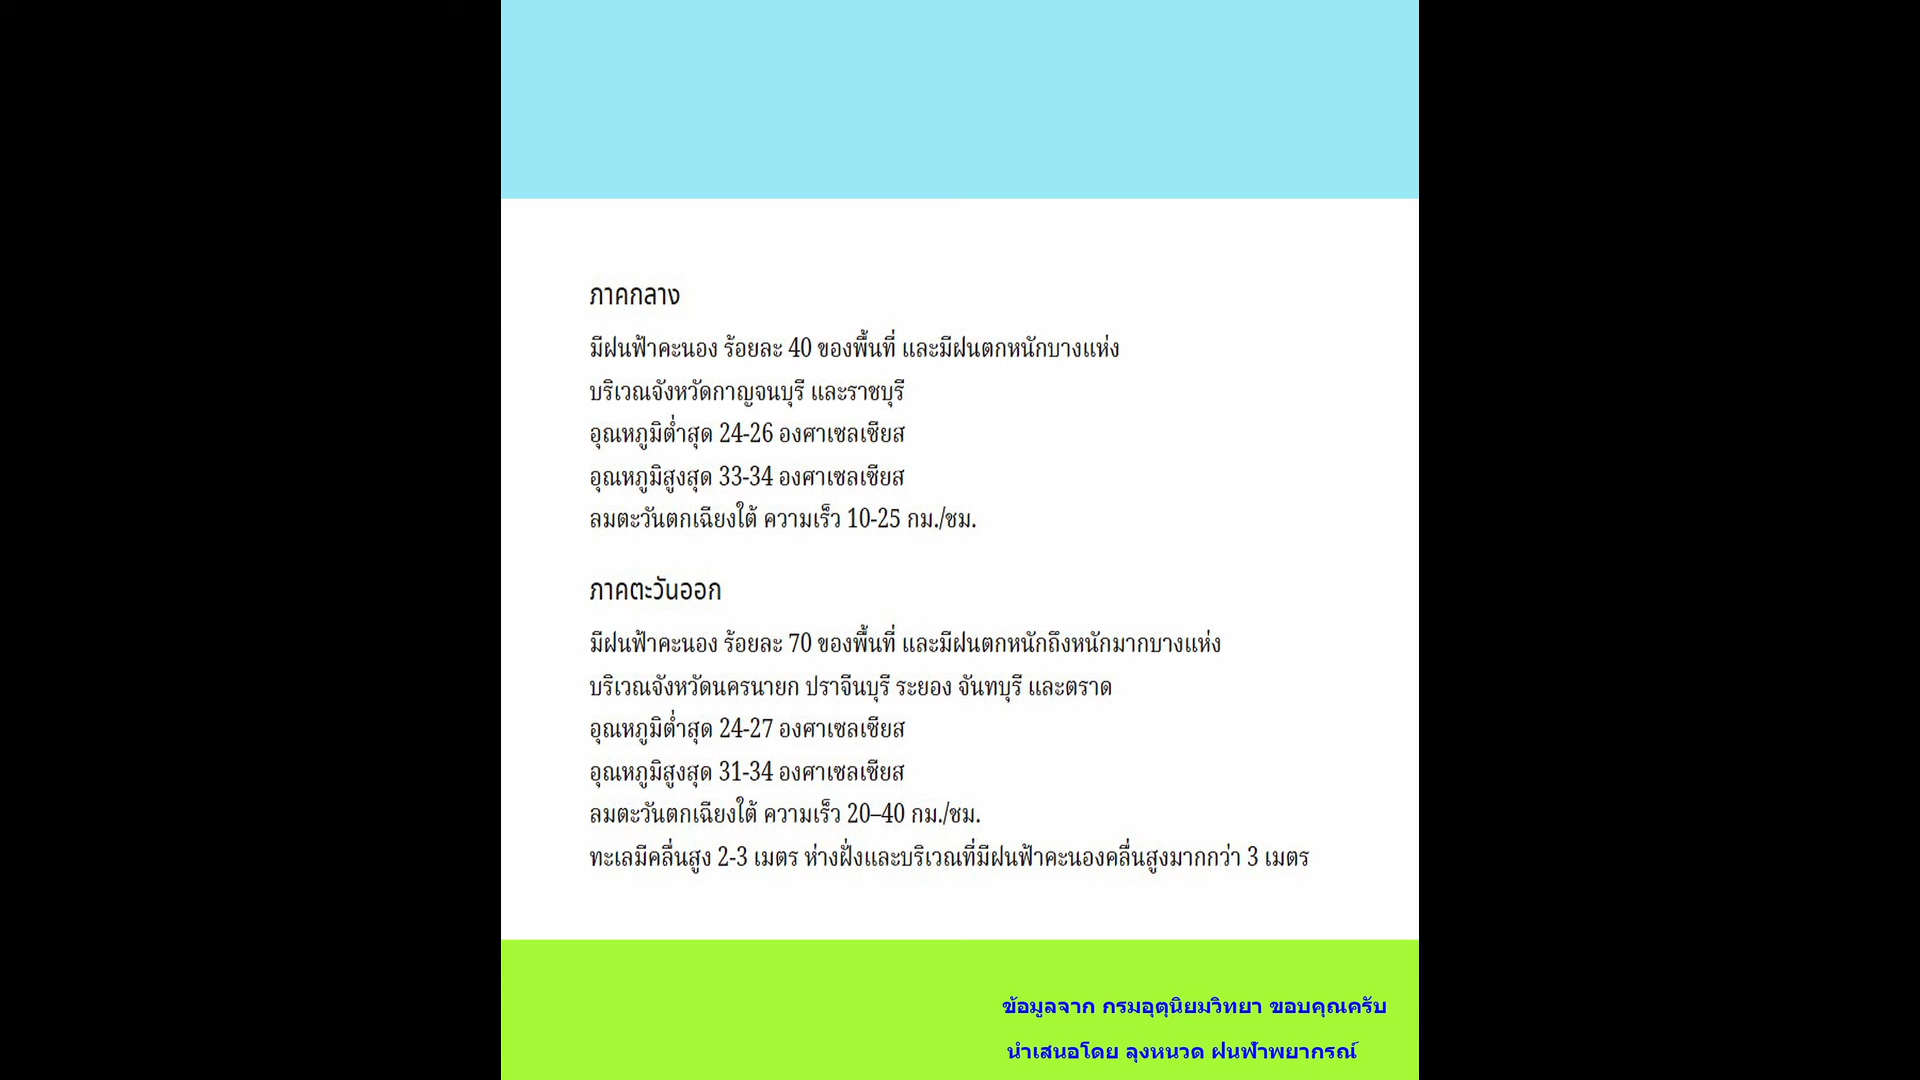 ภาคกลาง
มีฝนฟ้าคะนอง ร้อยละ 40 ของพื้นที่ และมีฝนตกหนักบางแห่ง
บริเวณจังหวัดกาญจนบุรี และราชบุรี
อุณหภูมิต่ำสุด 24-26 องศาเซลเซียส
อุณหภูมิสูงสุด 33-34 องศาเซลเซียส
ลมตะวันตกเฉียงใต้ ความเร็ว 10-25 กม./ชม.
ภาคตะวันออก
มีฝนฟ้าคะนอง ร้อยละ 70 ของพื้นที่ และมีฝนตกหนักถึงหนักมากบางแห่ง
บริเวณจังหวัดนครนายก ปราจีนบุรี ระยอง จันทบุรี และตราด
อุณหภูมิต่ำสุด 24-27 องศาเซลเซียส
อุณหภูมิสูงสุด 31-34 องศาเซลเซียส
ลมตะวันตกเฉียงใต้ ความเร็ว 20–40 กม./ชม.
ทะเลมีคลื่นสูง 2-3 เมตร ห่างฝั่งและบริเวณที่มีฝนฟ้าคะนองคลื่นสูงมากกว่า 3 เมตร
ข้อมูลจาก กรมอุตุนิยมวิทยา ขอบคุณครับ
นำเสนอโดย ลุงหนวด ฝนฟ้าพยากรณ์